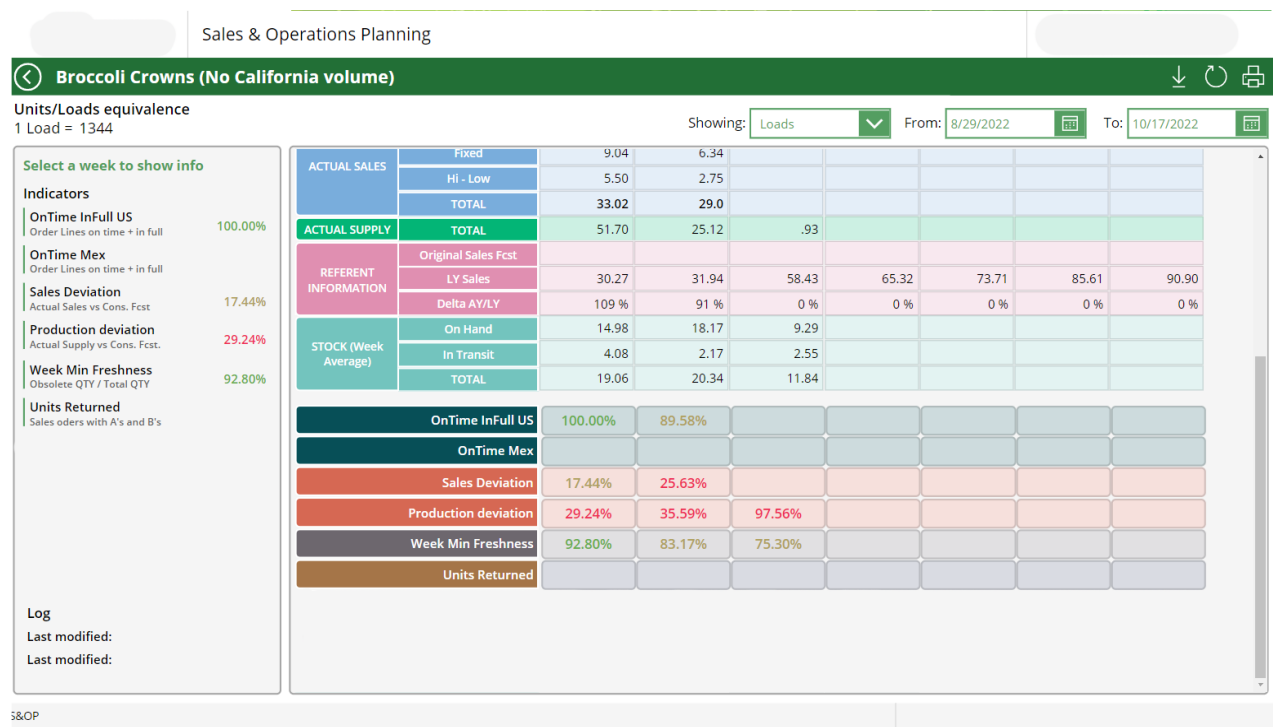 Sales & Operations Planning
Broccoli Crowns (No California volume)
Units/Loads equivalence
1 Load = 1344
Showing: Loads From: 8/29/2022 To: 10/17/2022
Select a week to show info
Indicators
OnTime InFull US
Order Lines on time + in full
100.00%
OnTime Mex
Order Lines on time + in full
Sales Deviation
Actual Sales vs Cons. Fcst
17.44%
Production deviation
Actual Supply vs Cons. Fcst.
29.24%
Week Min Freshness
Obsolete QTY / Total QTY
92.80%
Units Returned
Sales oders with A's and B's
Log
Last modified:
Last modified:
ACTUAL SALES
Fixed 9.04 6.34
Hi - Low 5.50 2.75
TOTAL 33.02 29.0
ACTUAL SUPPLY TOTAL 51.70 25.12 .93
REFERENT
INFORMATION
Original Sales Fcst
LY Sales 30.27 31.94 58.43 65.32 73.71 85.61 90.90
Delta AY/LY 109 % 91 % 0 % 0 % 0 % 0 % 0 %
STOCK (Week
Average)
On Hand 14.98 18.17 9.29
In Transit 4.08 2.17 2.55
TOTAL 19.06 20.34 11.84
OnTime InFull US 100.00% 89.58%
OnTime Mex
Sales Deviation 17.44% 25.63%
Production deviation 29.24% 35.59% 97.56%
Week Min Freshness 92.80% 83.17% 75.30%
Units Returned
S&OP